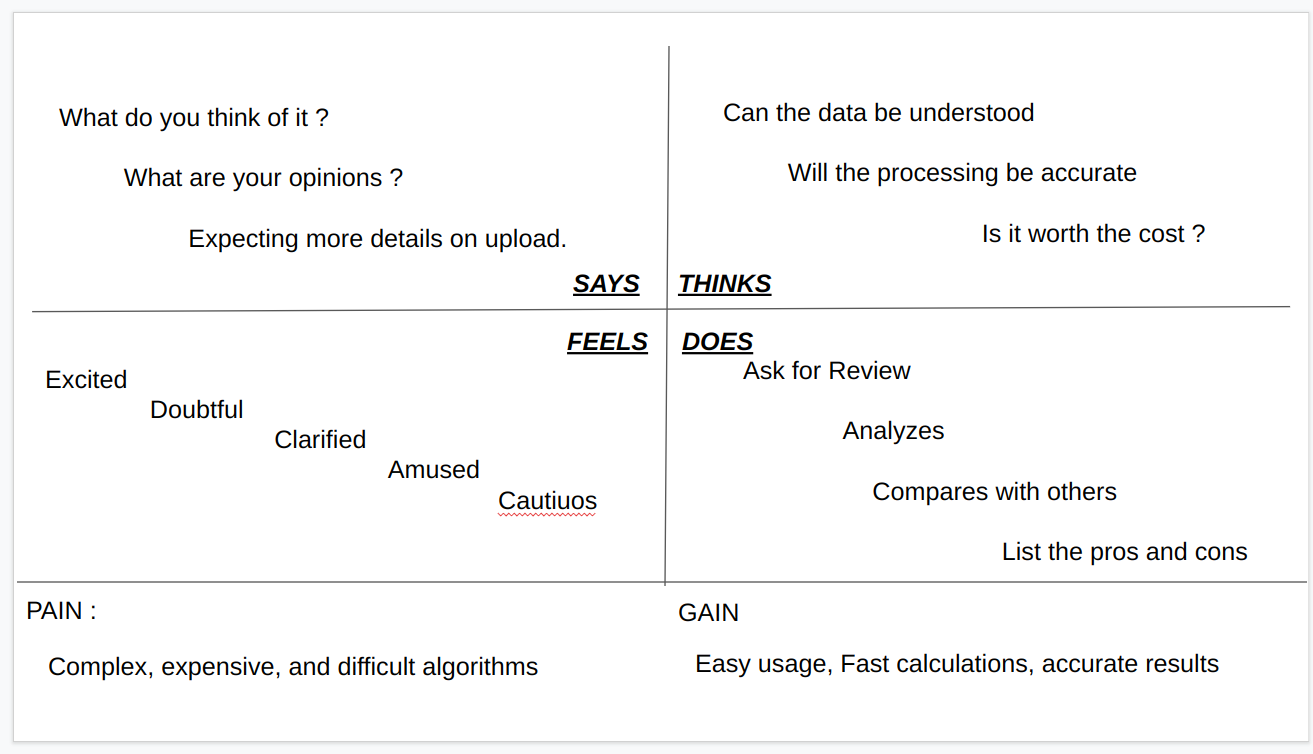 What do you think of it ?
What are your opinions ?
Expecting more details on upload.
SAYS
Can the data be understood
Will the processing be accurate
Is it worth the cost ?
THINKS
FEELS
Excited
Doubtful
Clarified
Amused
Cautiuos
DOES
Ask for Review
Analyzes
Compares with others
List the pros and cons
PAIN :
Complex, expensive, and difficult algorithms
GAIN
Easy usage, Fast calculations, accurate results